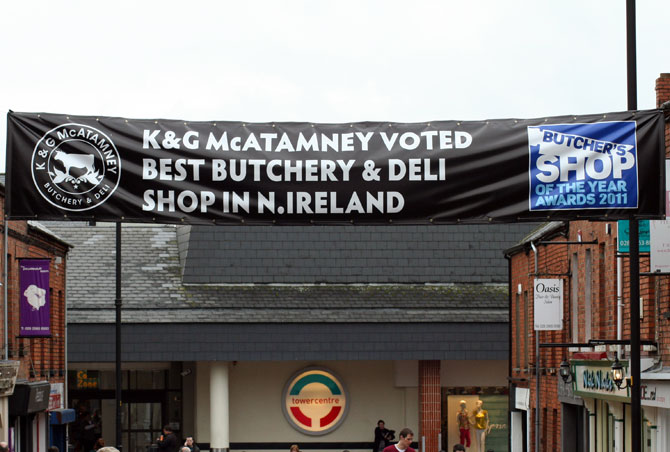 K&G McATAMNEY
BUTCHERY & DELI
K&G McATAMNEY VOTED
BEST BUTCHERY & DELI
SHOP IN N.IRELAND
BUTCHER'S
SHOP
OF THE YEAR
AWARDS 2011
towercentre
Oasis